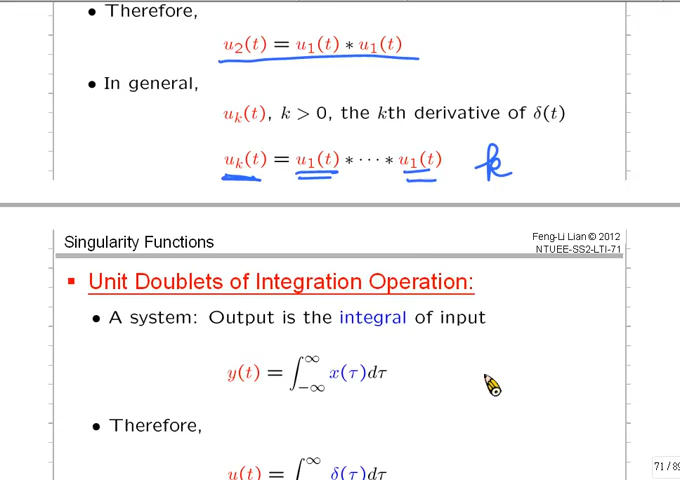 • Therefore,
u₂(t) = u₁(t) ∗ u₁(t)
• In general,
uₖ(t), k > 0, the kth derivative of δ(t)
uₖ(t) = u₁(t) ∗ ⋯ ∗ u₁(t) k
Singularity Functions
Feng-Li Lian © 2012
NTUEE-SS2-LTI-71
▪ Unit Doublets of Integration Operation:
• A system: Output is the integral of input
y(t) = ∫_{−∞}^{∞} x(τ)dτ
• Therefore,
u(t) = ∫^{∞} δ(τ)dτ
71 / 89